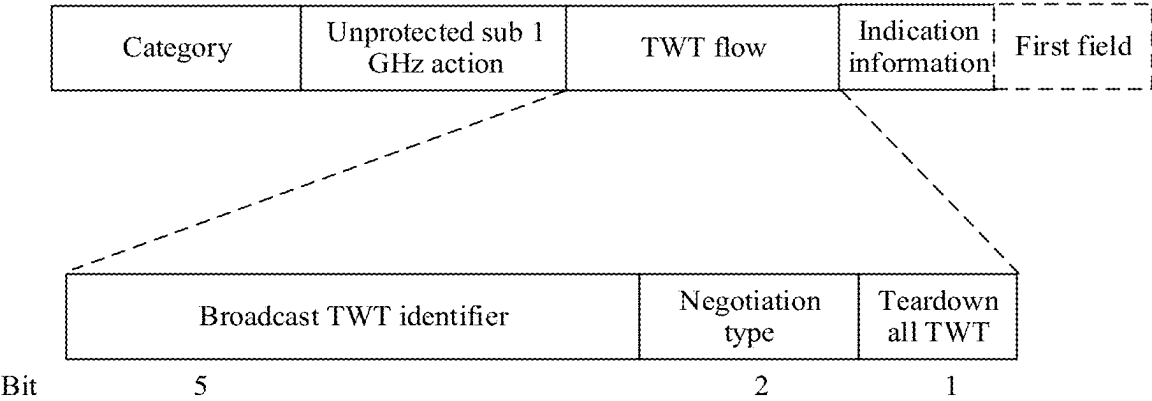 Category
Unprotected sub 1
GHz action
TWT flow
Indication
information
First field
Broadcast TWT identifier
Negotiation
type
Teardown
all TWT
Bit 5 2 1